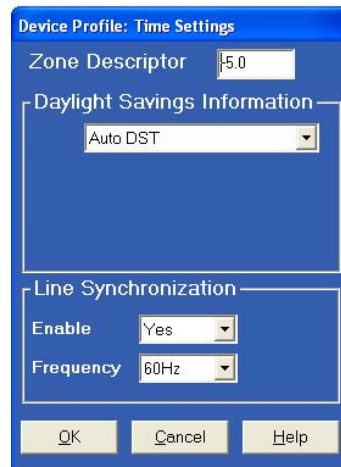 Device Profile: Time Settings
Zone Descriptor -5.0
Daylight Savings Information
Auto DST
Line Synchronization
Enable Yes
Frequency 60Hz
OK Cancel Help